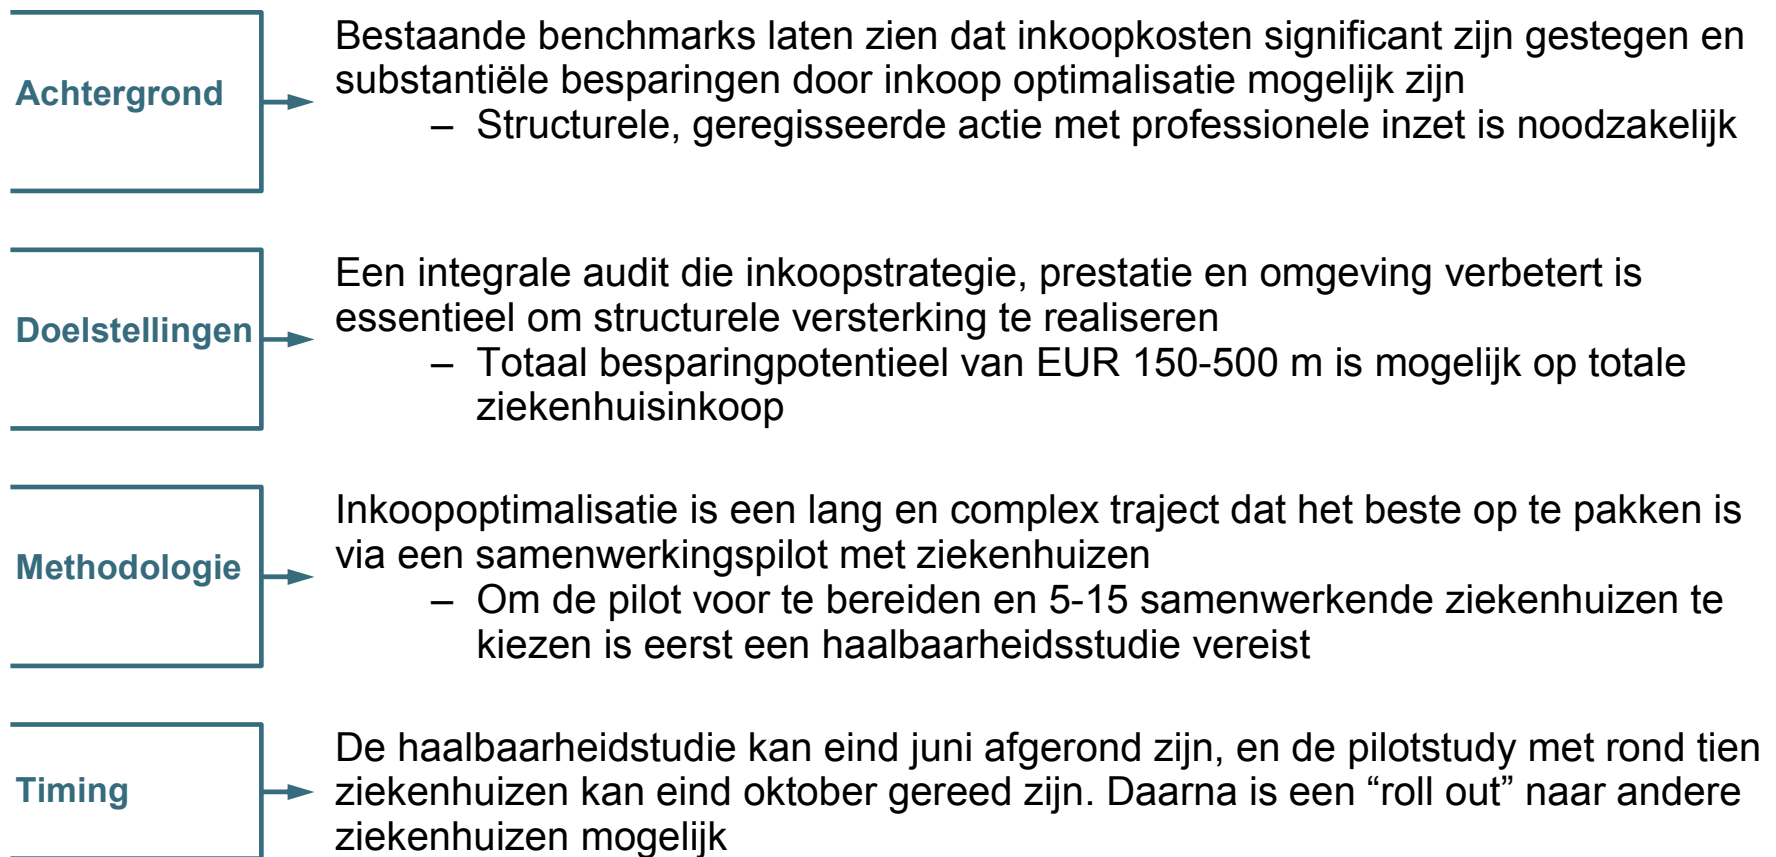 Achtergrond
Bestaande benchmarks laten zien dat inkoopkosten significant zijn gestegen en
substantiële besparingen door inkoop optimalisatie mogelijk zijn
– Structurele, geregisseerde actie met professionele inzet is noodzakelijk
Doelstellingen
Een integrale audit die inkoopstrategie, prestatie en omgeving verbetert is
essentieel om structurele versterking te realiseren
– Totaal besparingpotentieel van EUR 150-500 m is mogelijk op totale
ziekenhuisinkoop
Methodologie
Inkoopoptimalisatie is een lang en complex traject dat het beste op te pakken is
via een samenwerkingspilot met ziekenhuizen
– Om de pilot voor te bereiden en 5-15 samenwerkende ziekenhuizen te
kiezen is eerst een haalbaarheidsstudie vereist
Timing
De haalbaarheidstudie kan eind juni afgerond zijn, en de pilotstudy met rond tien
ziekenhuizen kan eind oktober gereed zijn. Daarna is een “roll out” naar andere
ziekenhuizen mogelijk